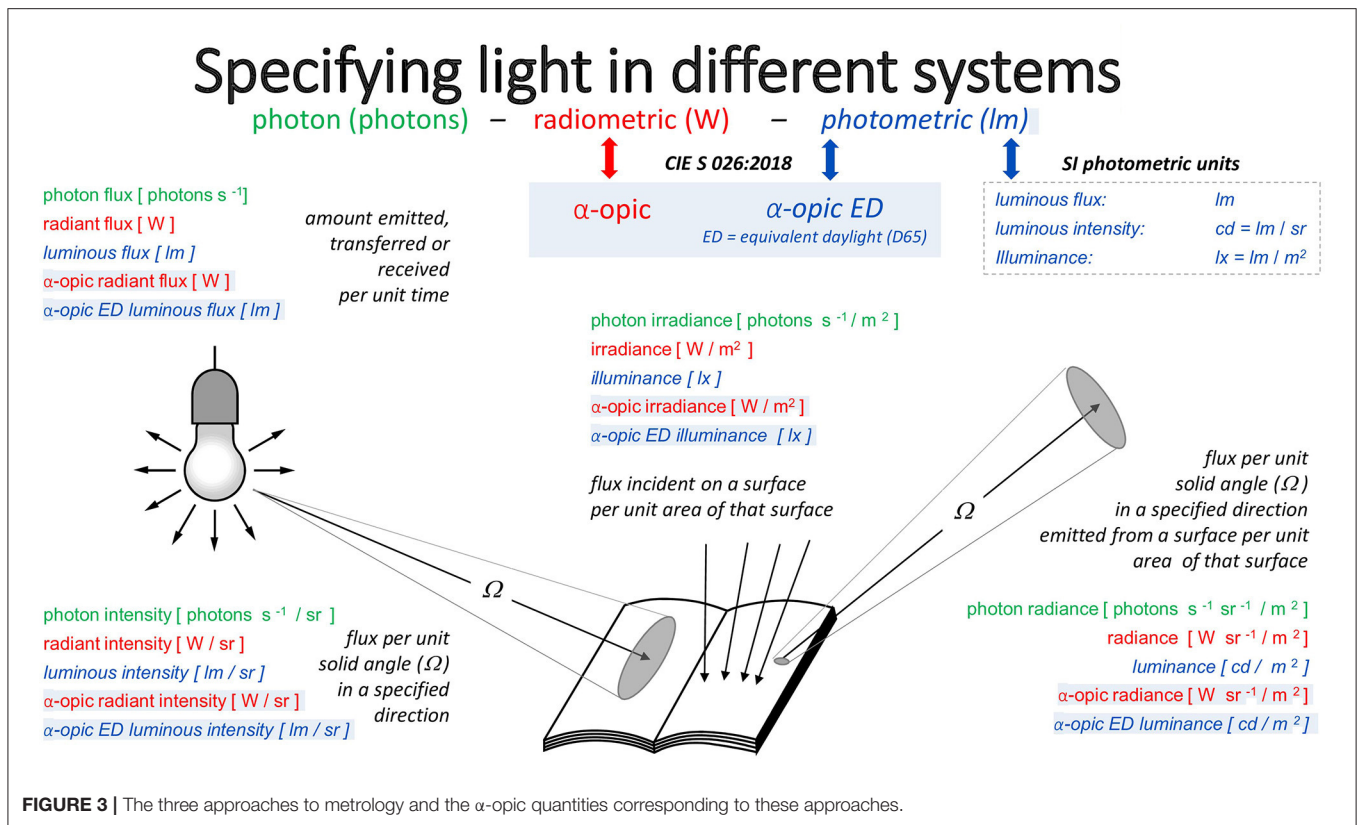 Specifying light in different systems
photon (photons) – radiometric (W) – photometric (lm)
CIE S 026:2018
α-opic
α-opic ED
ED = equivalent daylight (D65)
SI photometric units
luminous flux: lm
luminous intensity: cd = lm / sr
Illuminance: lx = lm / m²
photon flux [ photons s ⁻¹]
radiant flux [ W ]
luminous flux [ lm ]
α-opic radiant flux [ W ]
α-opic ED luminous flux [ lm ]
amount emitted,
transferred or
received
per unit time
photon irradiance [ photons s ⁻¹ / m ² ]
irradiance [ W / m² ]
illuminance [ lx ]
α-opic irradiance [ W / m² ]
α-opic ED illuminance [ lx ]
flux incident on a surface
per unit area of that surface
flux per unit
solid angle (Ω)
in a specified direction
emitted from a surface per unit
area of that surface
Ω
Ω
photon intensity [ photons s ⁻¹ / sr ]
radiant intensity [ W / sr ]
luminous intensity [ lm / sr ]
α-opic radiant intensity [ W / sr ]
α-opic ED luminous intensity [ lm / sr ]
flux per unit
solid angle (Ω)
in a specified
direction
photon radiance [ photons s ⁻¹ sr ⁻¹ / m ² ]
radiance [ W sr ⁻¹ / m ² ]
luminance [ cd / m ² ]
α-opic radiance [ W sr ⁻¹ / m ² ]
α-opic ED luminance [ cd / m ² ]
FIGURE 3 | The three approaches to metrology and the α-opic quantities corresponding to these approaches.